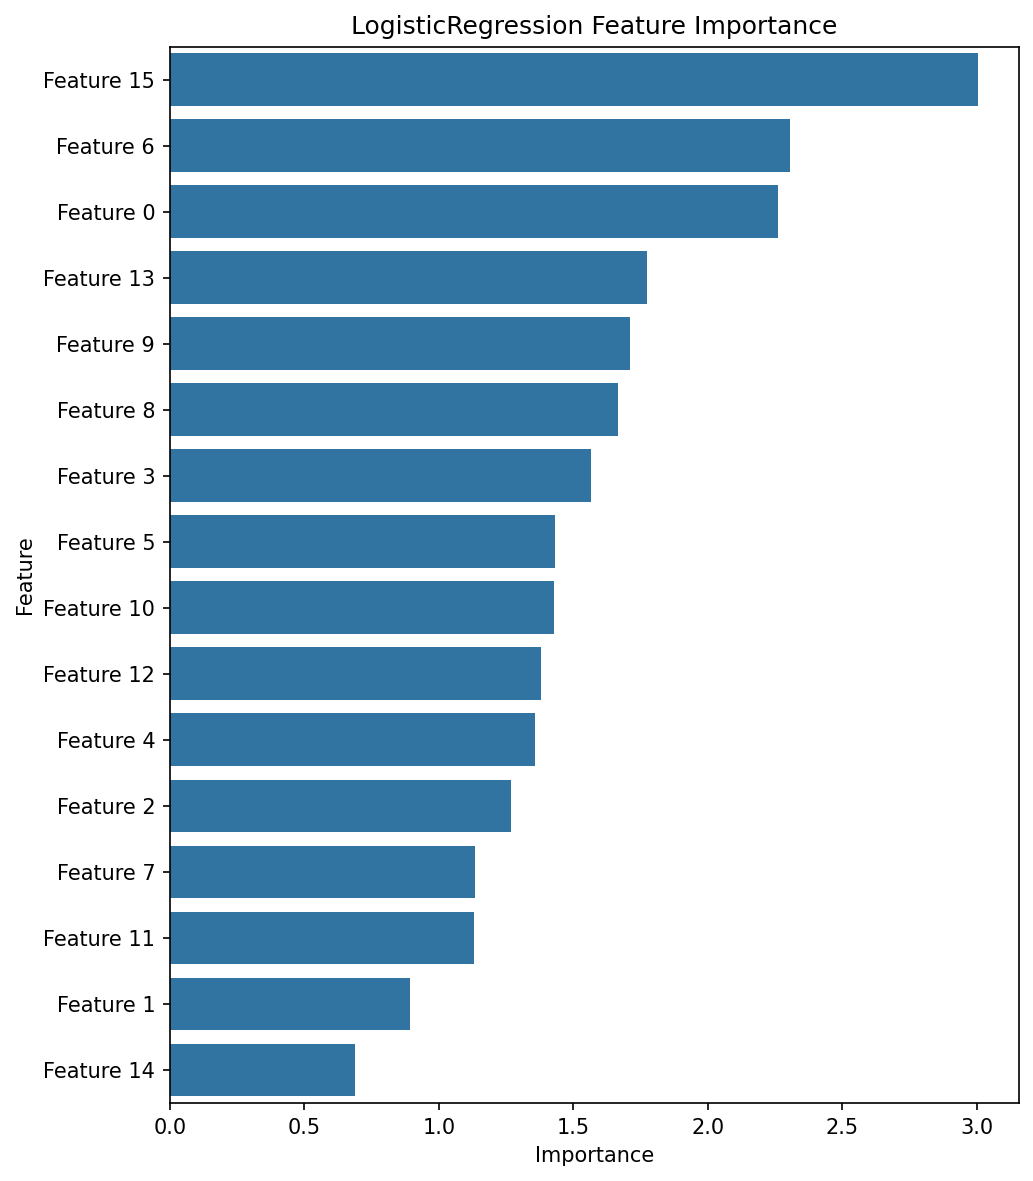 LogisticRegression Feature Importance
Feature 15
Feature 6
Feature 0
Feature 13
Feature 9
Feature 8
Feature 3
Feature 5
Feature 10
Feature 12
Feature 4
Feature 2
Feature 7
Feature 11
Feature 1
Feature 14
Feature
0.0 0.5 1.0 1.5 2.0 2.5 3.0
Importance